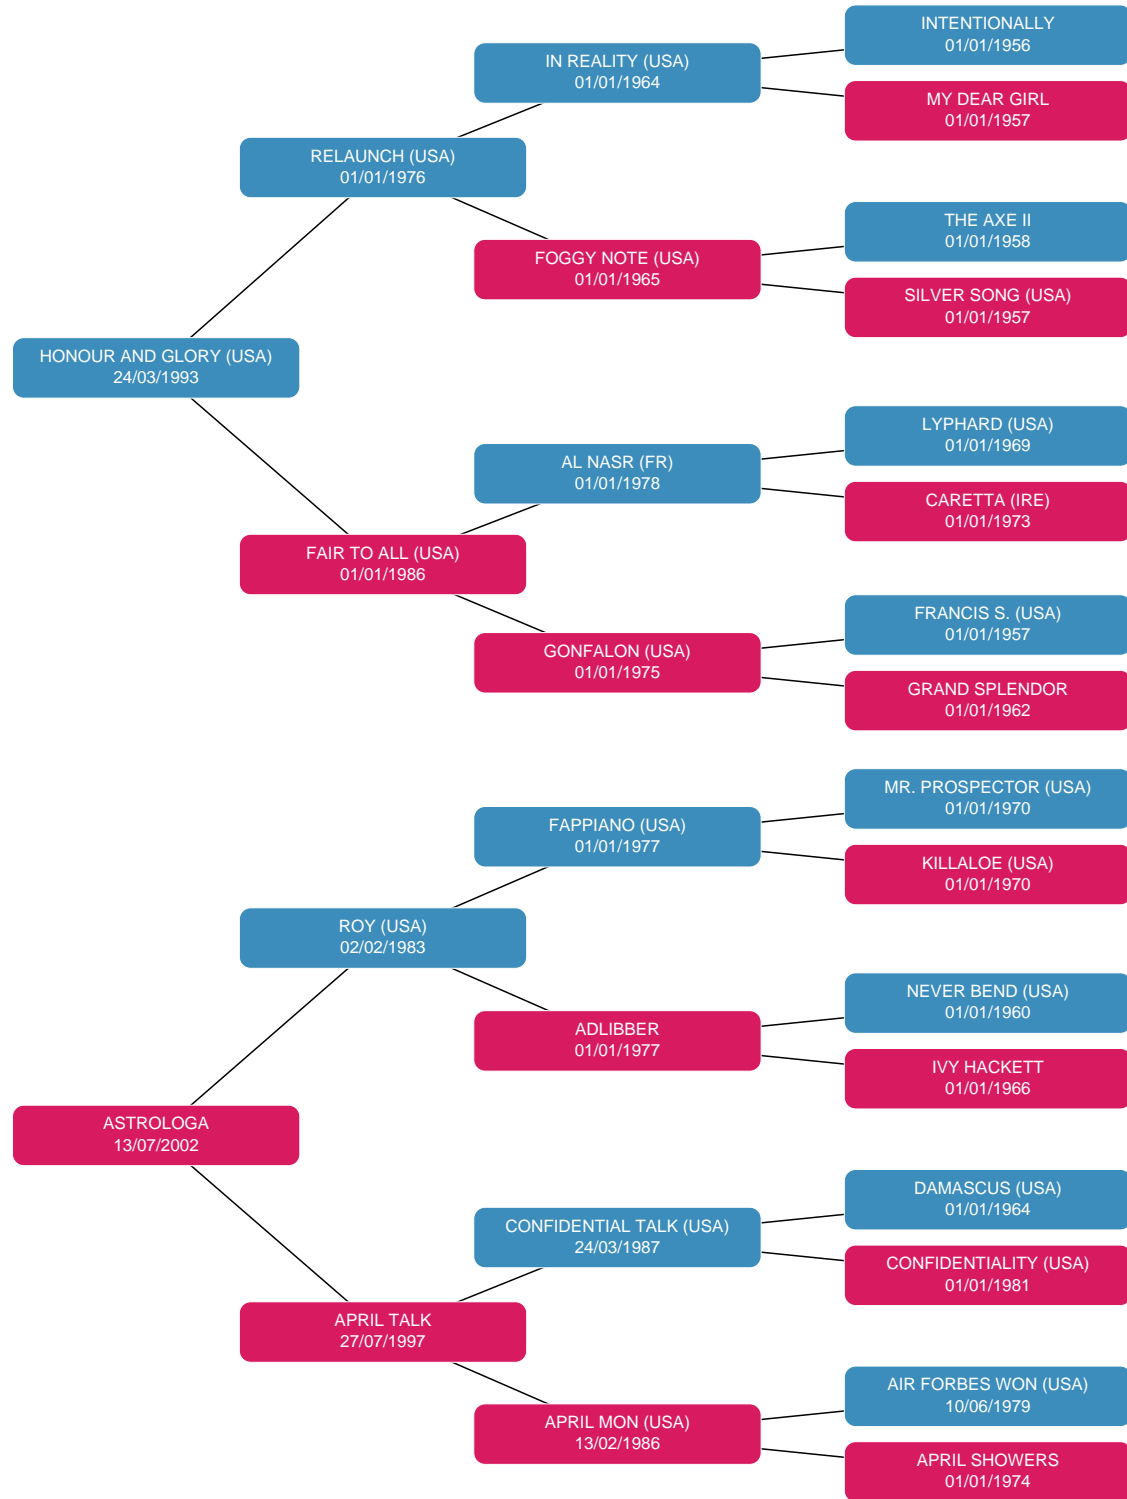 INTENTIONALLY
01/01/1956
IN REALITY (USA)
01/01/1964
MY DEAR GIRL
01/01/1957
RELAUNCH (USA)
01/01/1976
THE AXE II
01/01/1958
FOGGY NOTE (USA)
01/01/1965
SILVER SONG (USA)
01/01/1957
HONOUR AND GLORY (USA)
24/03/1993
LYPHARD (USA)
01/01/1969
AL NASR (FR)
01/01/1978
CARETTA (IRE)
01/01/1973
FAIR TO ALL (USA)
01/01/1986
FRANCIS S. (USA)
01/01/1957
GONFALON (USA)
01/01/1975
GRAND SPLENDOR
01/01/1962
MR. PROSPECTOR (USA)
01/01/1970
FAPPIANO (USA)
01/01/1977
KILLALOE (USA)
01/01/1970
ROY (USA)
02/02/1983
NEVER BEND (USA)
01/01/1960
ADLIBBER
01/01/1977
IVY HACKETT
01/01/1966
ASTROLOGA
13/07/2002
DAMASCUS (USA)
01/01/1964
CONFIDENTIAL TALK (USA)
24/03/1987
CONFIDENTIALITY (USA)
01/01/1981
APRIL TALK
27/07/1997
AIR FORBES WON (USA)
10/06/1979
APRIL MON (USA)
13/02/1986
APRIL SHOWERS
01/01/1974